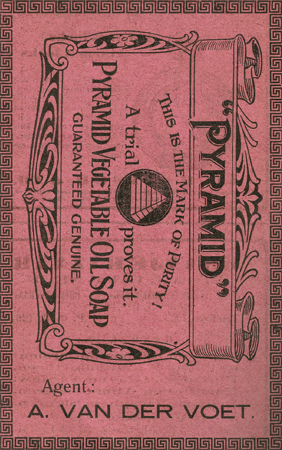 "PYRAMID"
THIS IS THE MARK OF PURITY!
A trial proves it.
PYRAMID VEGETABLE OIL SOAP
GUARANTEED GENUINE.
Agent:
A. VAN DER VOET.